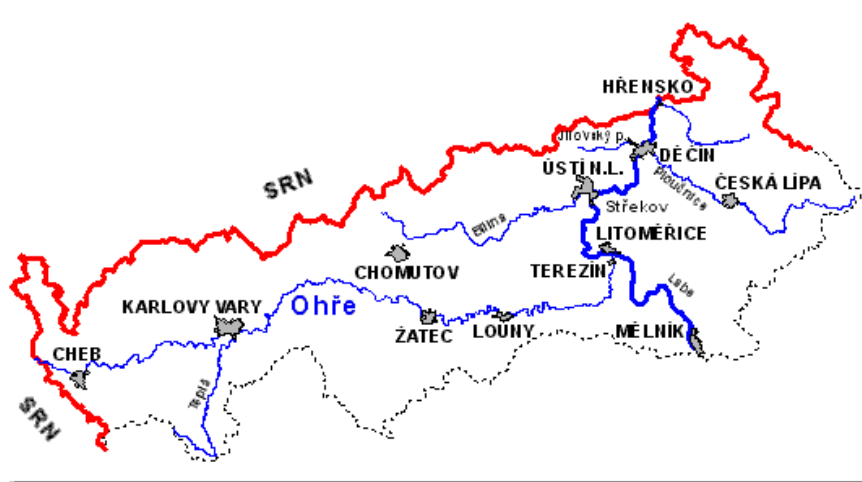 HŘENSKO
Jílovský p.
DĚČÍN
ÚSTÍ N.L.
Ploučnice
ČESKÁ LÍPA
SRN
Střekov
Bílina
LITOMĚŘICE
CHOMUTOV
TEREZÍN
Labe
KARLOVY VARY
Ohře
ŽATEC
LOUNY
MĚLNÍK
CHEB
Teplá
SRN